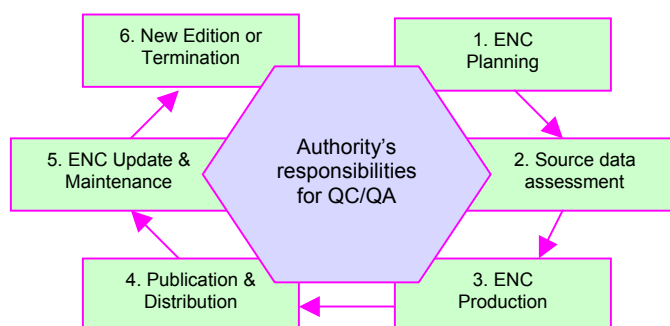 6. New Edition or
Termination
1. ENC
Planning
5. ENC Update &
Maintenance
Authority's
responsibilities
for QC/QA
2. Source data
assessment
4. Publication &
Distribution
3. ENC
Production